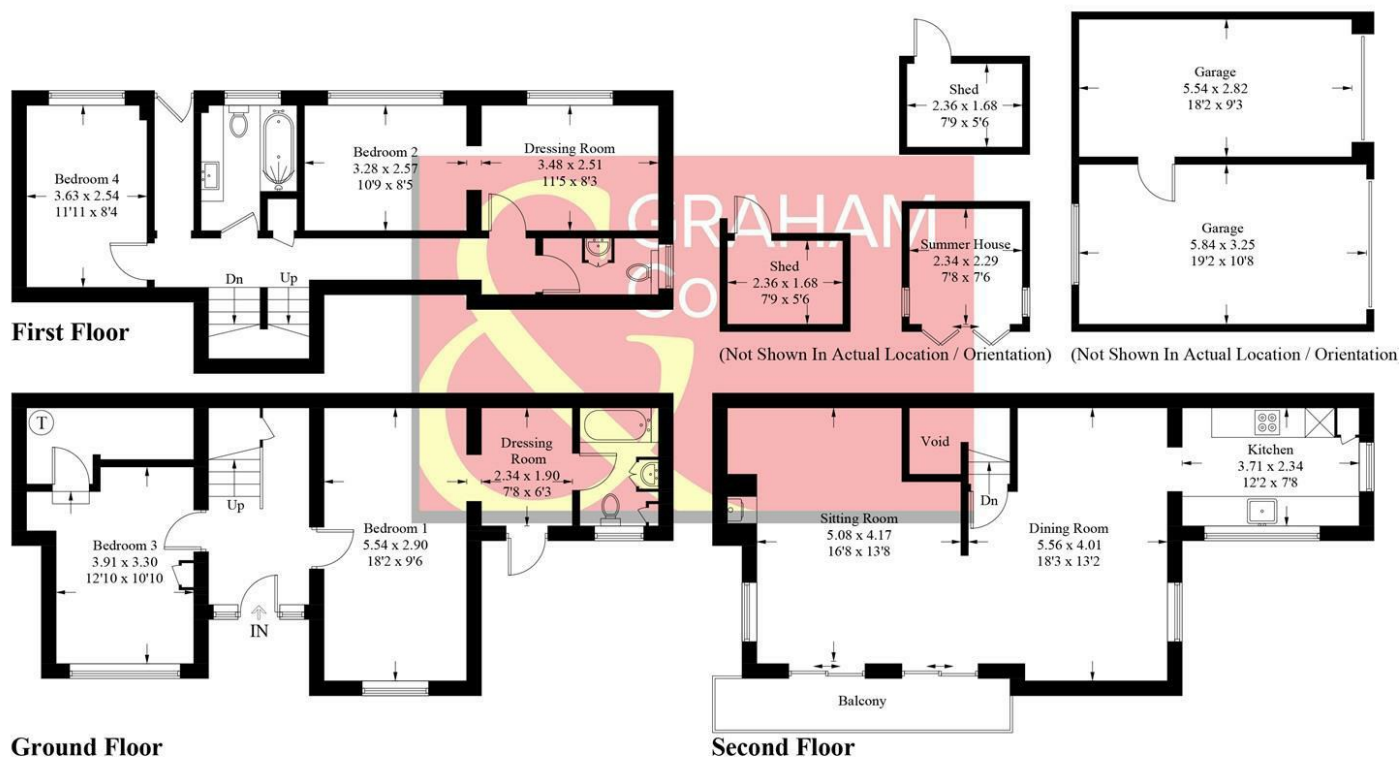 Bedroom 4
3.63 x 2.54
11'11 x 8'4
Bedroom 2
3.28 x 2.57
10'9 x 8'5
Dressing Room
3.48 x 2.51
11'5 x 8'3
Dn
Up
First Floor
GRAHAM
Co
&
Shed
2.36 x 1.68
7'9 x 5'6
Shed
2.36 x 1.68
7'9 x 5'6
Summer House
2.34 x 2.29
7'8 x 7'6
(Not Shown In Actual Location / Orientation)
Garage
5.54 x 2.82
18'2 x 9'3
Garage
5.84 x 3.25
19'2 x 10'8
(Not Shown In Actual Location / Orientation
T
Up
Bedroom 3
3.91 x 3.30
12'10 x 10'10
IN
Bedroom 1
5.54 x 2.90
18'2 x 9'6
Dressing
Room
2.34 x 1.90
7'8 x 6'3
Ground Floor
Void
Dn
Sitting Room
5.08 x 4.17
16'8 x 13'8
Dining Room
5.56 x 4.01
18'3 x 13'2
Kitchen
3.71 x 2.34
12'2 x 7'8
Balcony
Second Floor